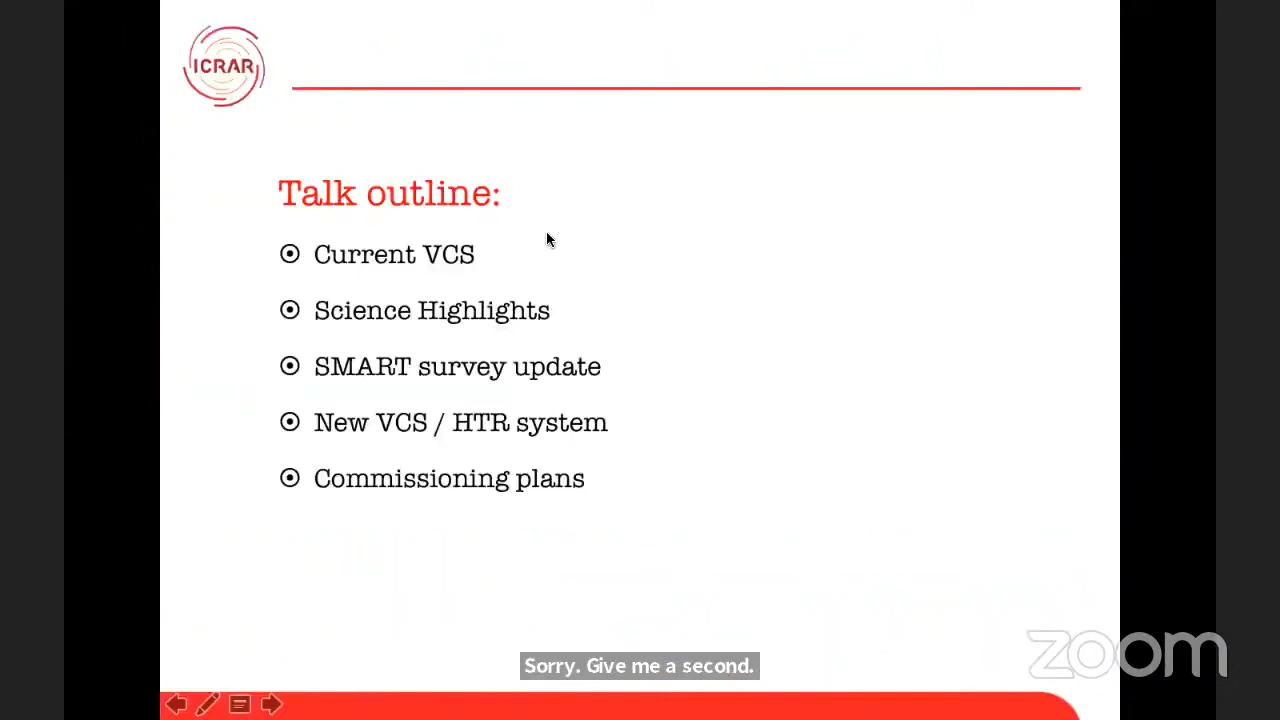 ICRAR
Talk outline:
Current VCS
Science Highlights
SMART survey update
New VCS / HTR system
Commissioning plans
Sorry. Give me a second.
zoom